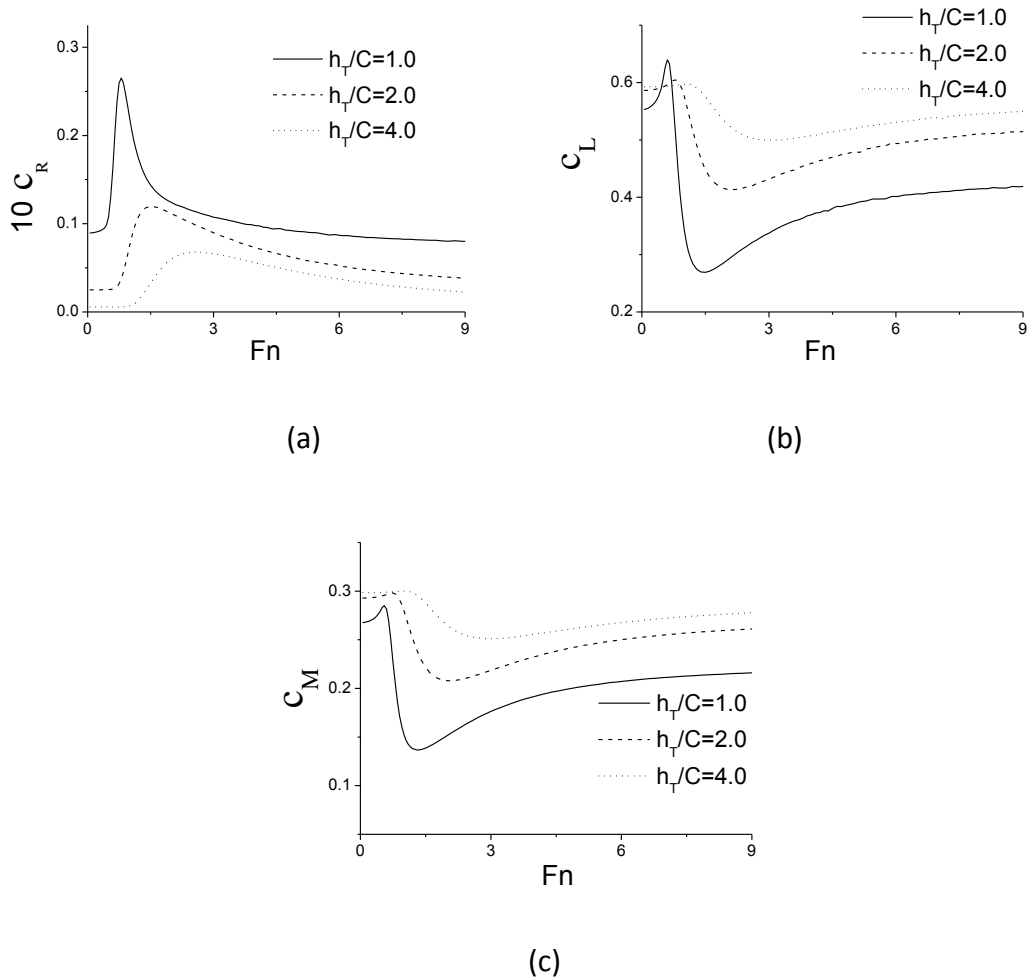 0.3
0.2
0.1
0.0
10 c_R
0 3 6 9
Fn
h_T/C=1.0
h_T/C=2.0
h_T/C=4.0
(a)
0.6
0.4
0.2
c_L
0 3 6 9
Fn
h_T/C=1.0
h_T/C=2.0
h_T/C=4.0
(b)
0.3
0.2
0.1
c_M
0 3 6 9
Fn
h_T/C=1.0
h_T/C=2.0
h_T/C=4.0
(c)